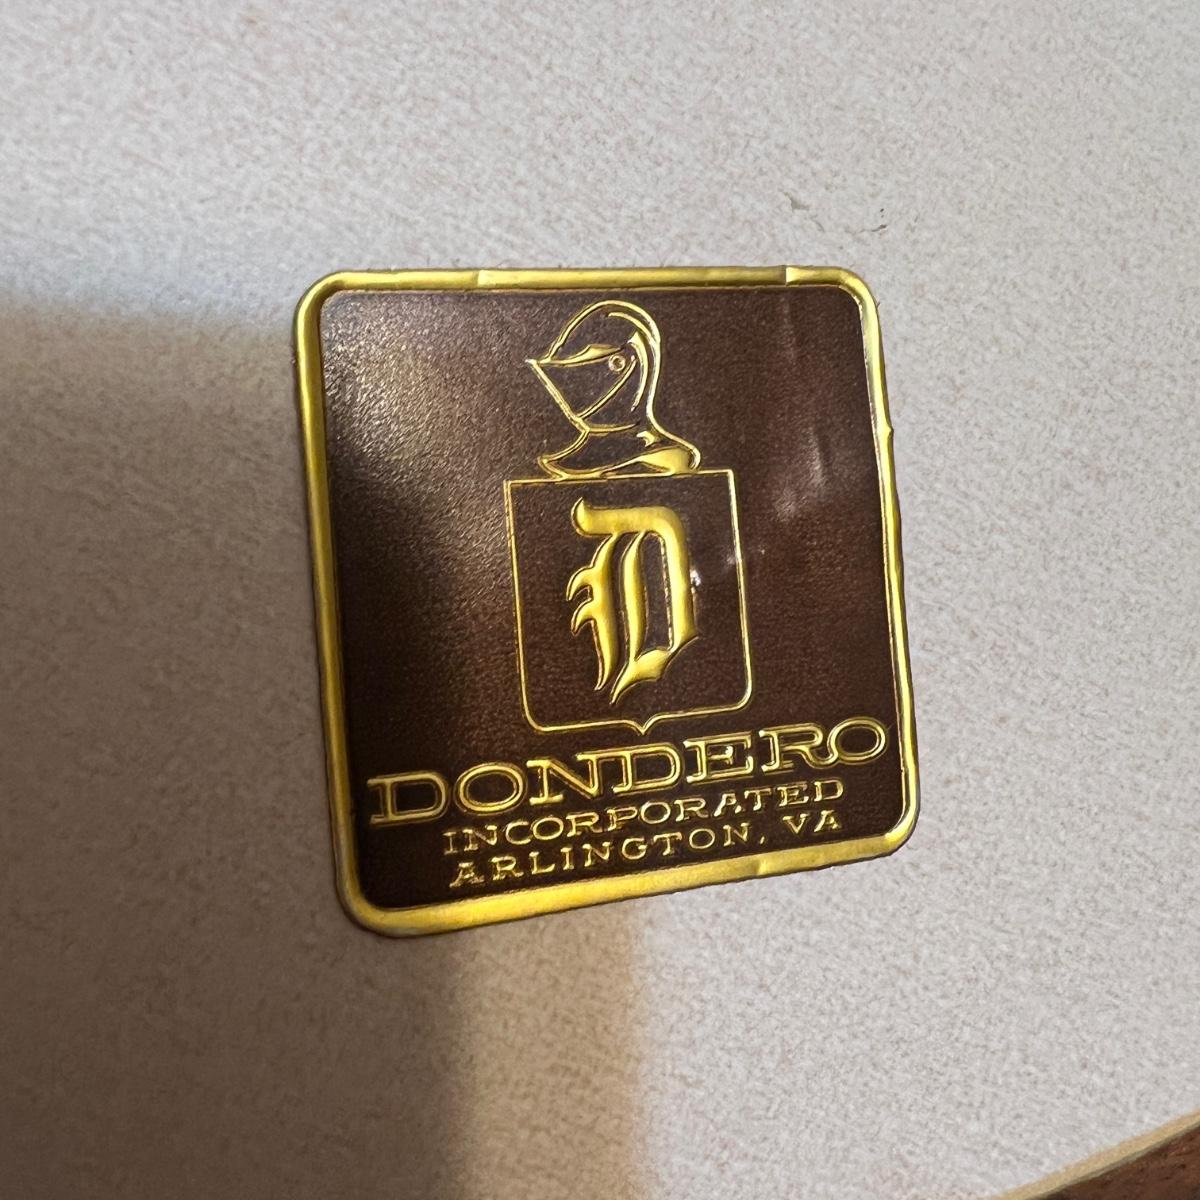 D
DONDERO
INCORPORATED
ARLINGTON, VA